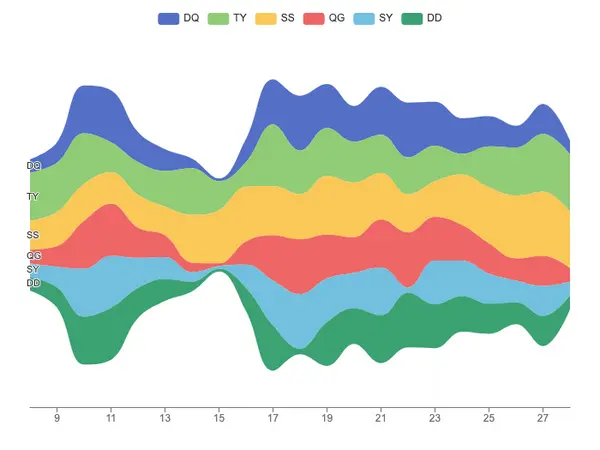 DQ TY SS QG SY DD
DQ
TY
SS
QG
SY
DD
9 11 13 15 17 19 21 23 25 27